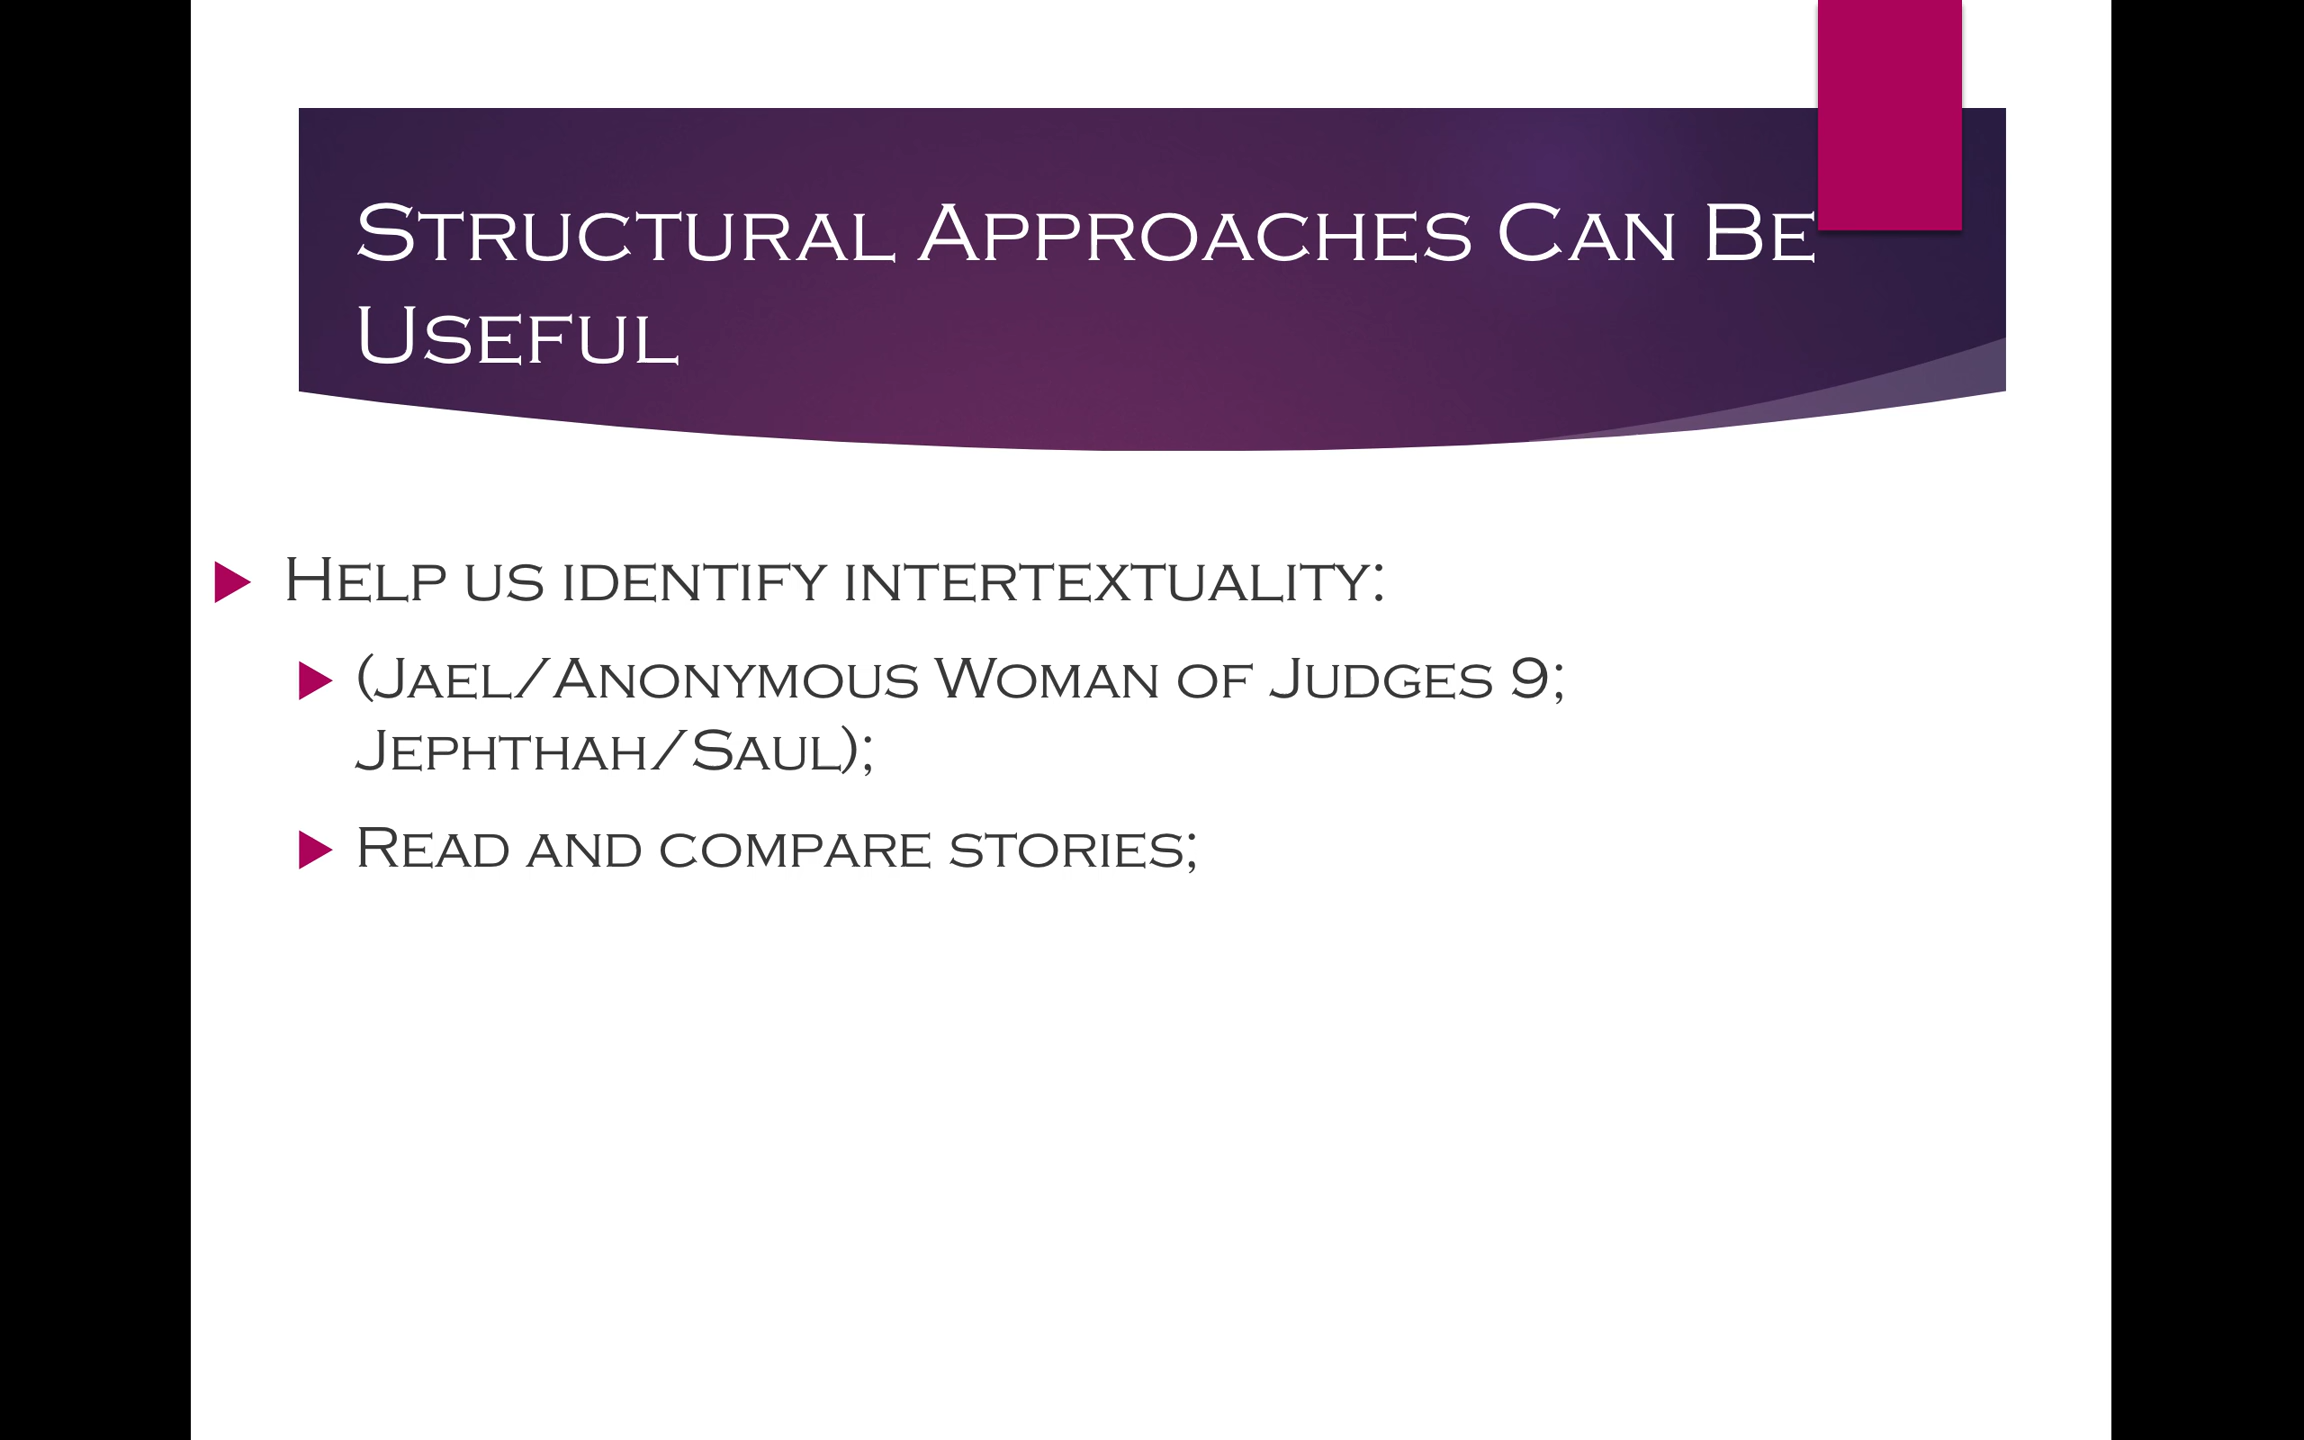 Structural Approaches Can Be
Useful
Help us identify intertextuality:
(Jael/Anonymous Woman of Judges 9;
Jephthah/Saul);
Read and compare stories;